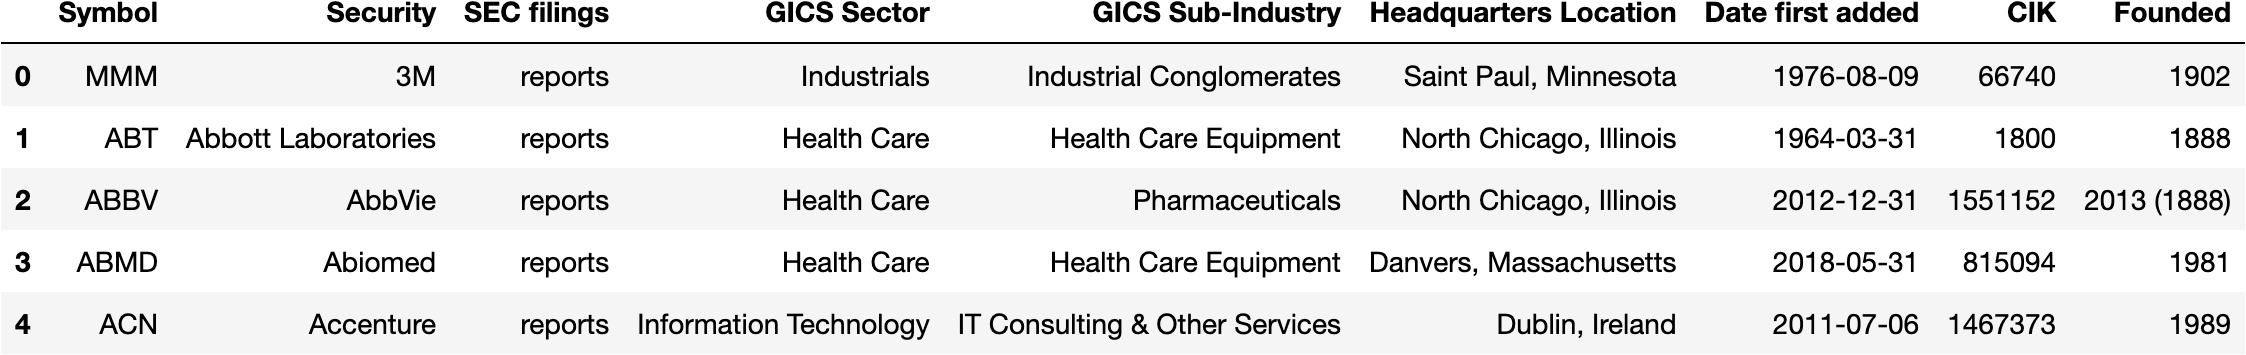 Symbol Security SEC filings GICS Sector GICS Sub-Industry Headquarters Location Date first added CIK Founded
0 MMM 3M reports Industrials Industrial Conglomerates Saint Paul, Minnesota 1976-08-09 66740 1902
1 ABT Abbott Laboratories reports Health Care Health Care Equipment North Chicago, Illinois 1964-03-31 1800 1888
2 ABBV AbbVie reports Health Care Pharmaceuticals North Chicago, Illinois 2012-12-31 1551152 2013 (1888)
3 ABMD Abiomed reports Health Care Health Care Equipment Danvers, Massachusetts 2018-05-31 815094 1981
4 ACN Accenture reports Information Technology IT Consulting & Other Services Dublin, Ireland 2011-07-06 1467373 1989